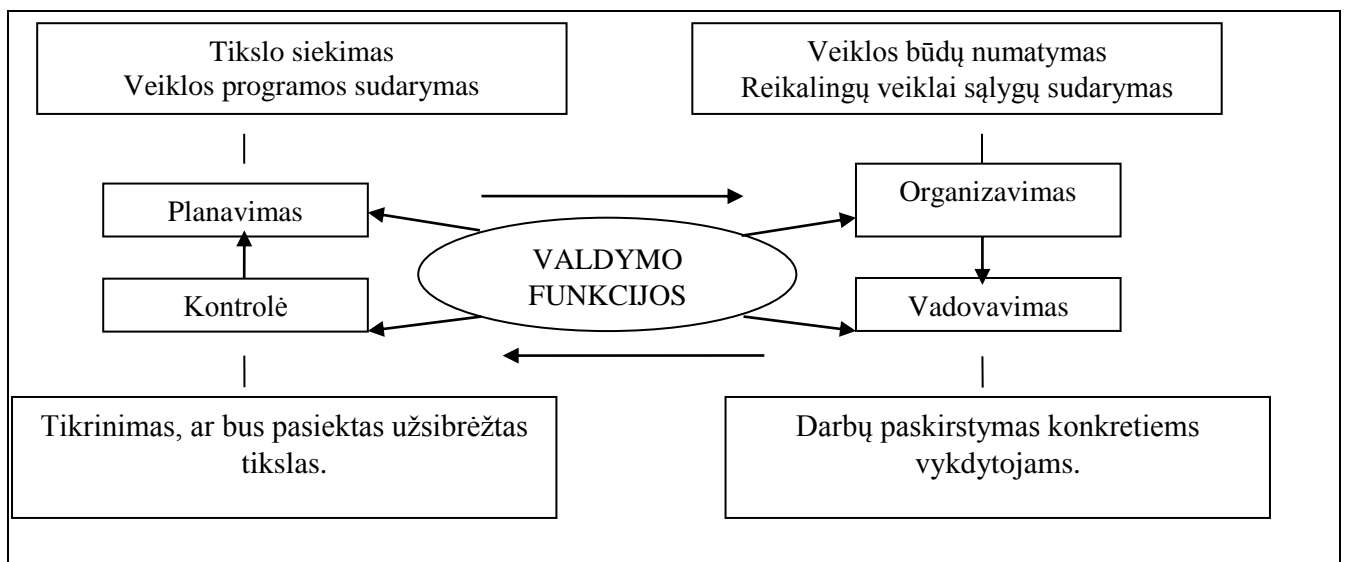 Tikslo siekimas
Veiklos programos sudarymas
Veiklos būdų numatymas
Reikalingų veiklai sąlygų sudarymas
Planavimas
Organizavimas
VALDYMO
FUNKCIJOS
Kontrolė
Vadovavimas
Tikrinimas, ar bus pasiektas užsibrėžtas
tikslas.
Darbų paskirstymas konkretiems
vykdytojams.